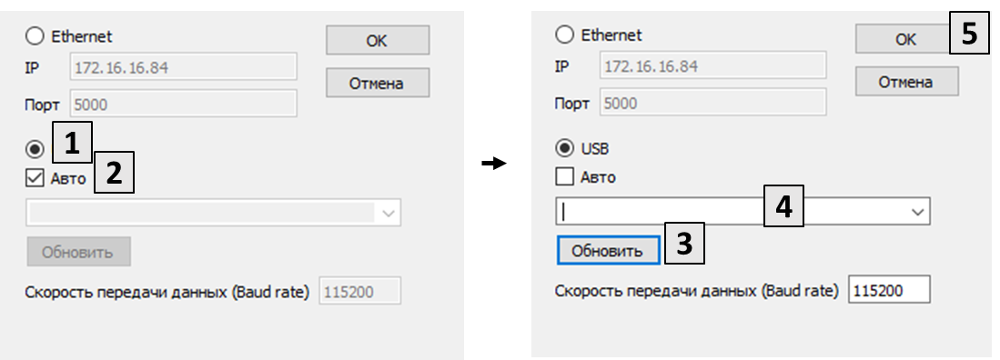 Ethernet
OK
IP 172.16.16.84
Отмена
Порт 5000
1
Авто 2
Обновить
Скорость передачи данных (Baud rate) 115200
Ethernet
OK 5
IP 172.16.16.84
Отмена
Порт 5000
USB
Авто
4
Обновить 3
Скорость передачи данных (Baud rate) 115200